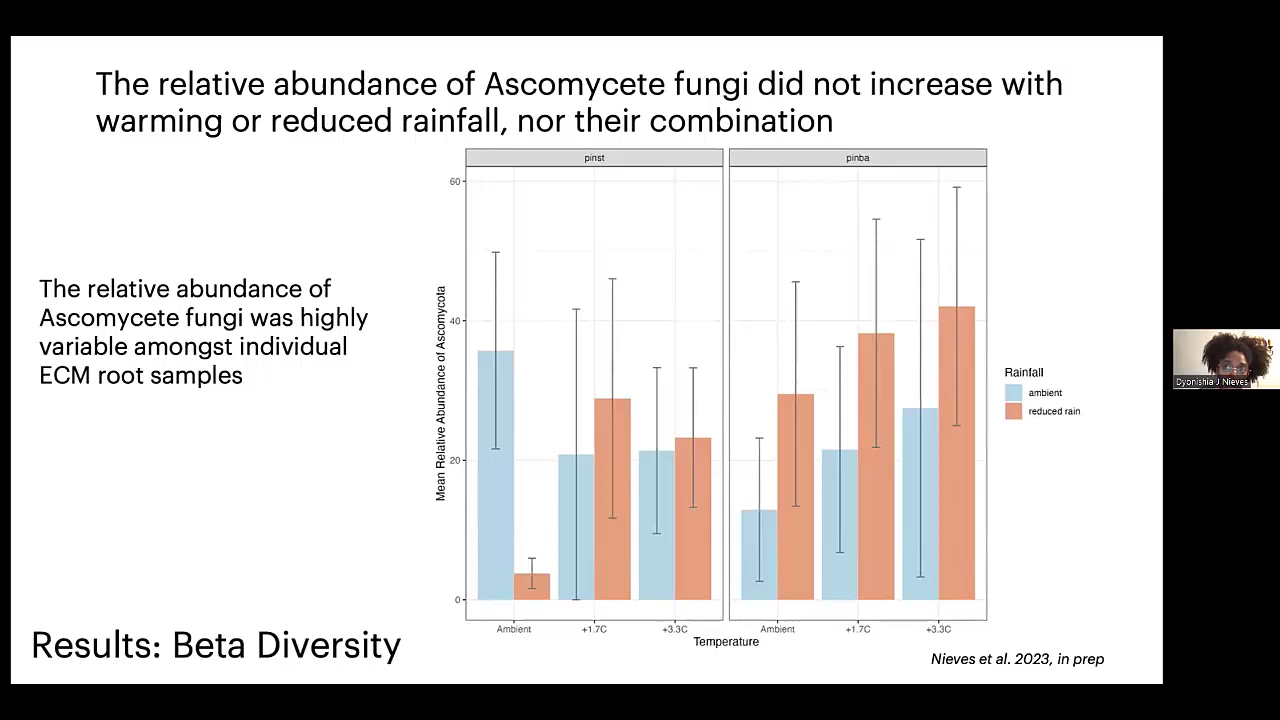 The relative abundance of Ascomycete fungi did not increase with
warming or reduced rainfall, nor their combination
The relative abundance of
Ascomycete fungi was highly
variable amongst individual
ECM root samples
pinst
pinba
Mean Relative Abundance of Ascomycota
60
40
20
0
Ambient
+1.7C
+3.3C
Ambient
+1.7C
+3.3C
Temperature
Rainfall
ambient
reduced rain
Dyonishia J Nieves
Results: Beta Diversity
Nieves et al. 2023, in prep